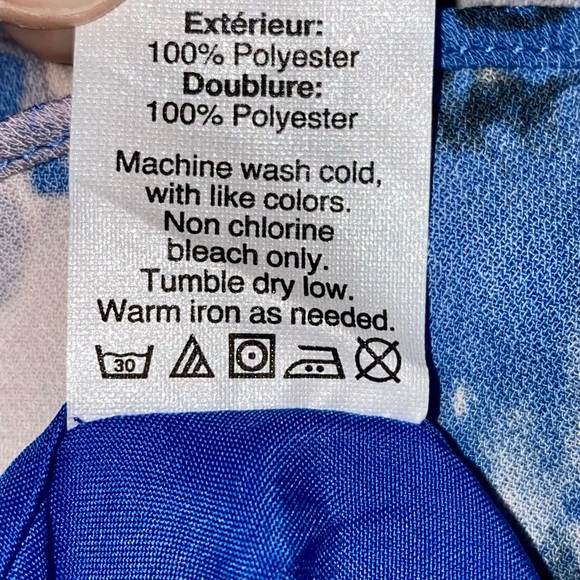 Extérieur:
100% Polyester
Doublure:
100% Polyester
Machine wash cold,
with like colors.
Non chlorine
bleach only.
Tumble dry low.
Warm iron as needed.
30